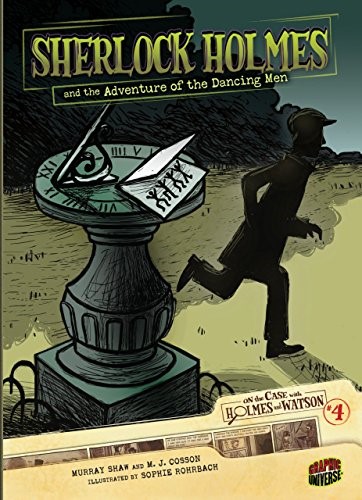 SHERLOCK HOLMES
and the Adventure of the Dancing Men
ON the CASE with
HOLMES and WATSON
#4
MURRAY SHAW AND M. J. COSSON
ILLUSTRATED BY SOPHIE ROHRBACH
GRAPHIC
UNIVERSE™